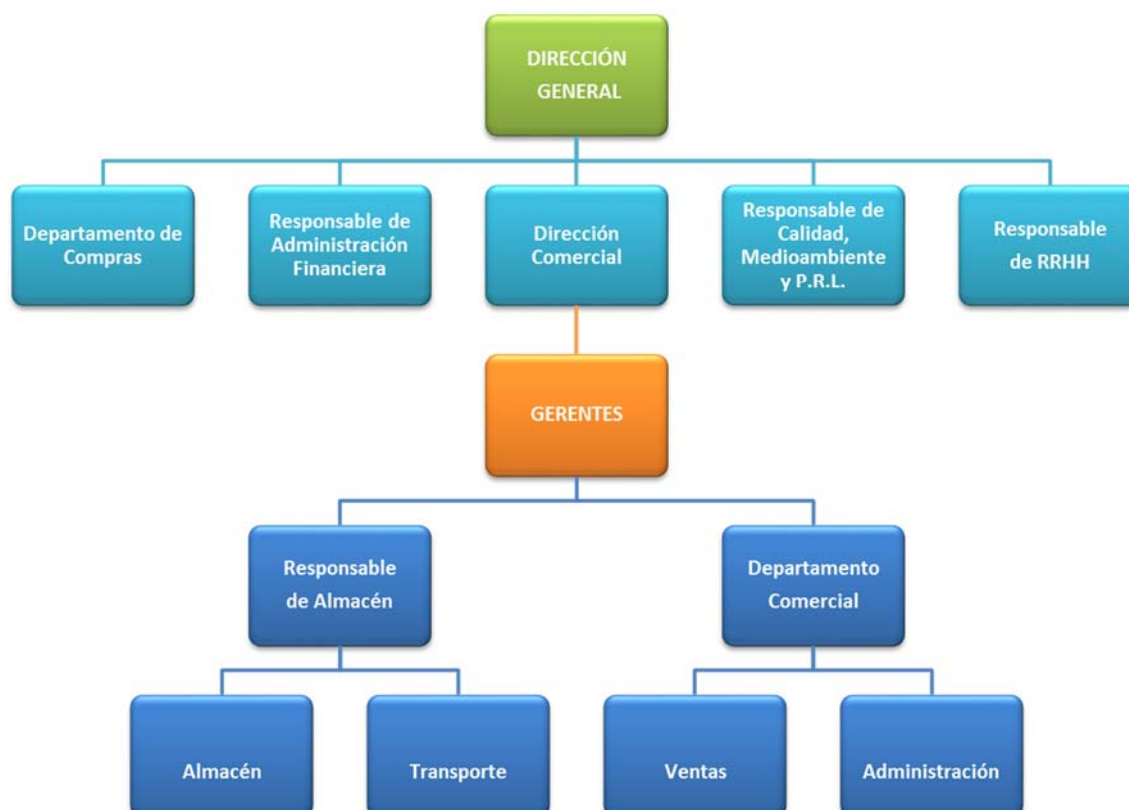 DIRECCIÓN
GENERAL
Departamento de
Compras
Responsable de
Administración
Financiera
Dirección
Comercial
Responsable de
Calidad,
Medioambiente
y P.R.L.
Responsable
de RRHH
GERENTES
Responsable
de Almacén
Departamento
Comercial
Almacén
Transporte
Ventas
Administración